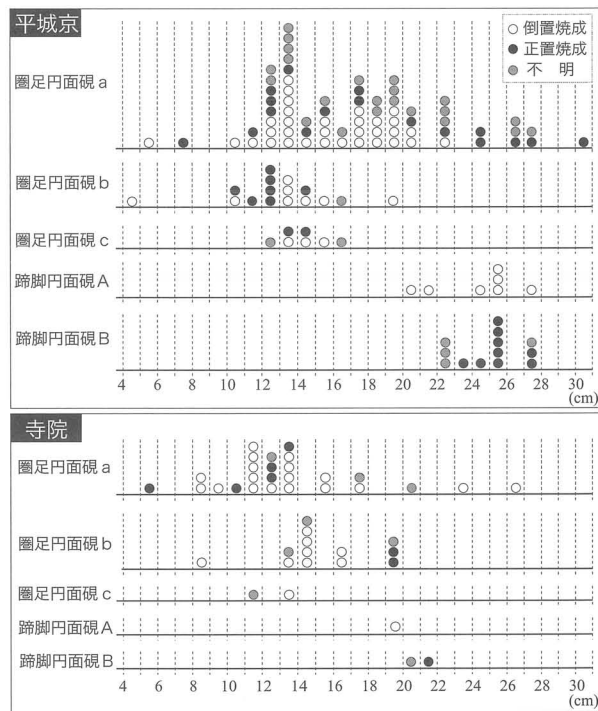 平城京
倒置焼成
正置焼成
不　明
圏足円面硯 a
圏足円面硯 b
圏足円面硯 c
蹄脚円面硯 A
蹄脚円面硯 B
4 6 8 10 12 14 16 18 20 22 24 26 28 30
(cm)
寺院
圏足円面硯 a
圏足円面硯 b
圏足円面硯 c
蹄脚円面硯 A
蹄脚円面硯 B
4 6 8 10 12 14 16 18 20 22 24 26 28 30
(cm)